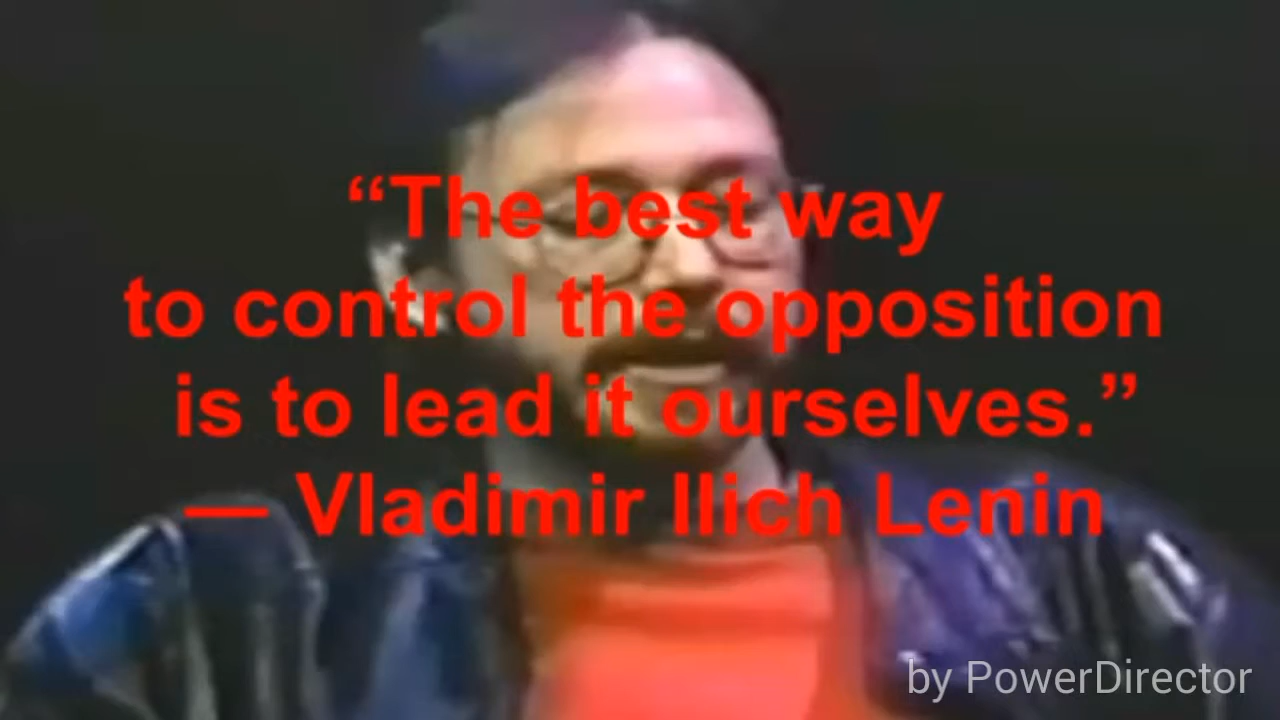 “The best way
to control the opposition
is to lead it ourselves.”
— Vladimir Ilich Lenin
by PowerDirector